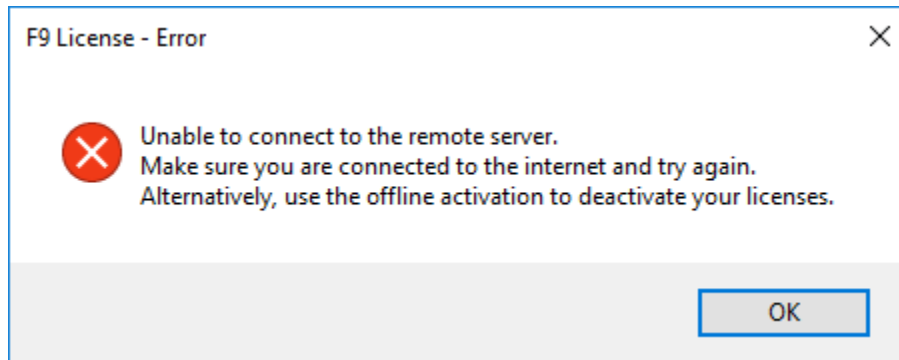 F9 License - Error
Unable to connect to the remote server.
Make sure you are connected to the internet and try again.
Alternatively, use the offline activation to deactivate your licenses.
OK